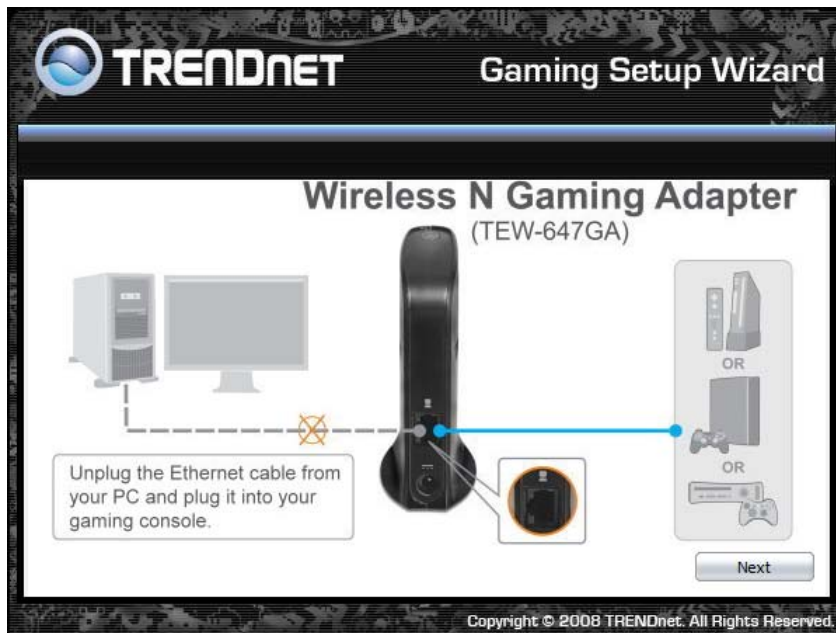 TRENDNET
Gaming Setup Wizard
Wireless N Gaming Adapter
(TEW-647GA)
OR
OR
Unplug the Ethernet cable from
your PC and plug it into your
gaming console.
Next
Copyright © 2008 TRENDnet. All Rights Reserved.